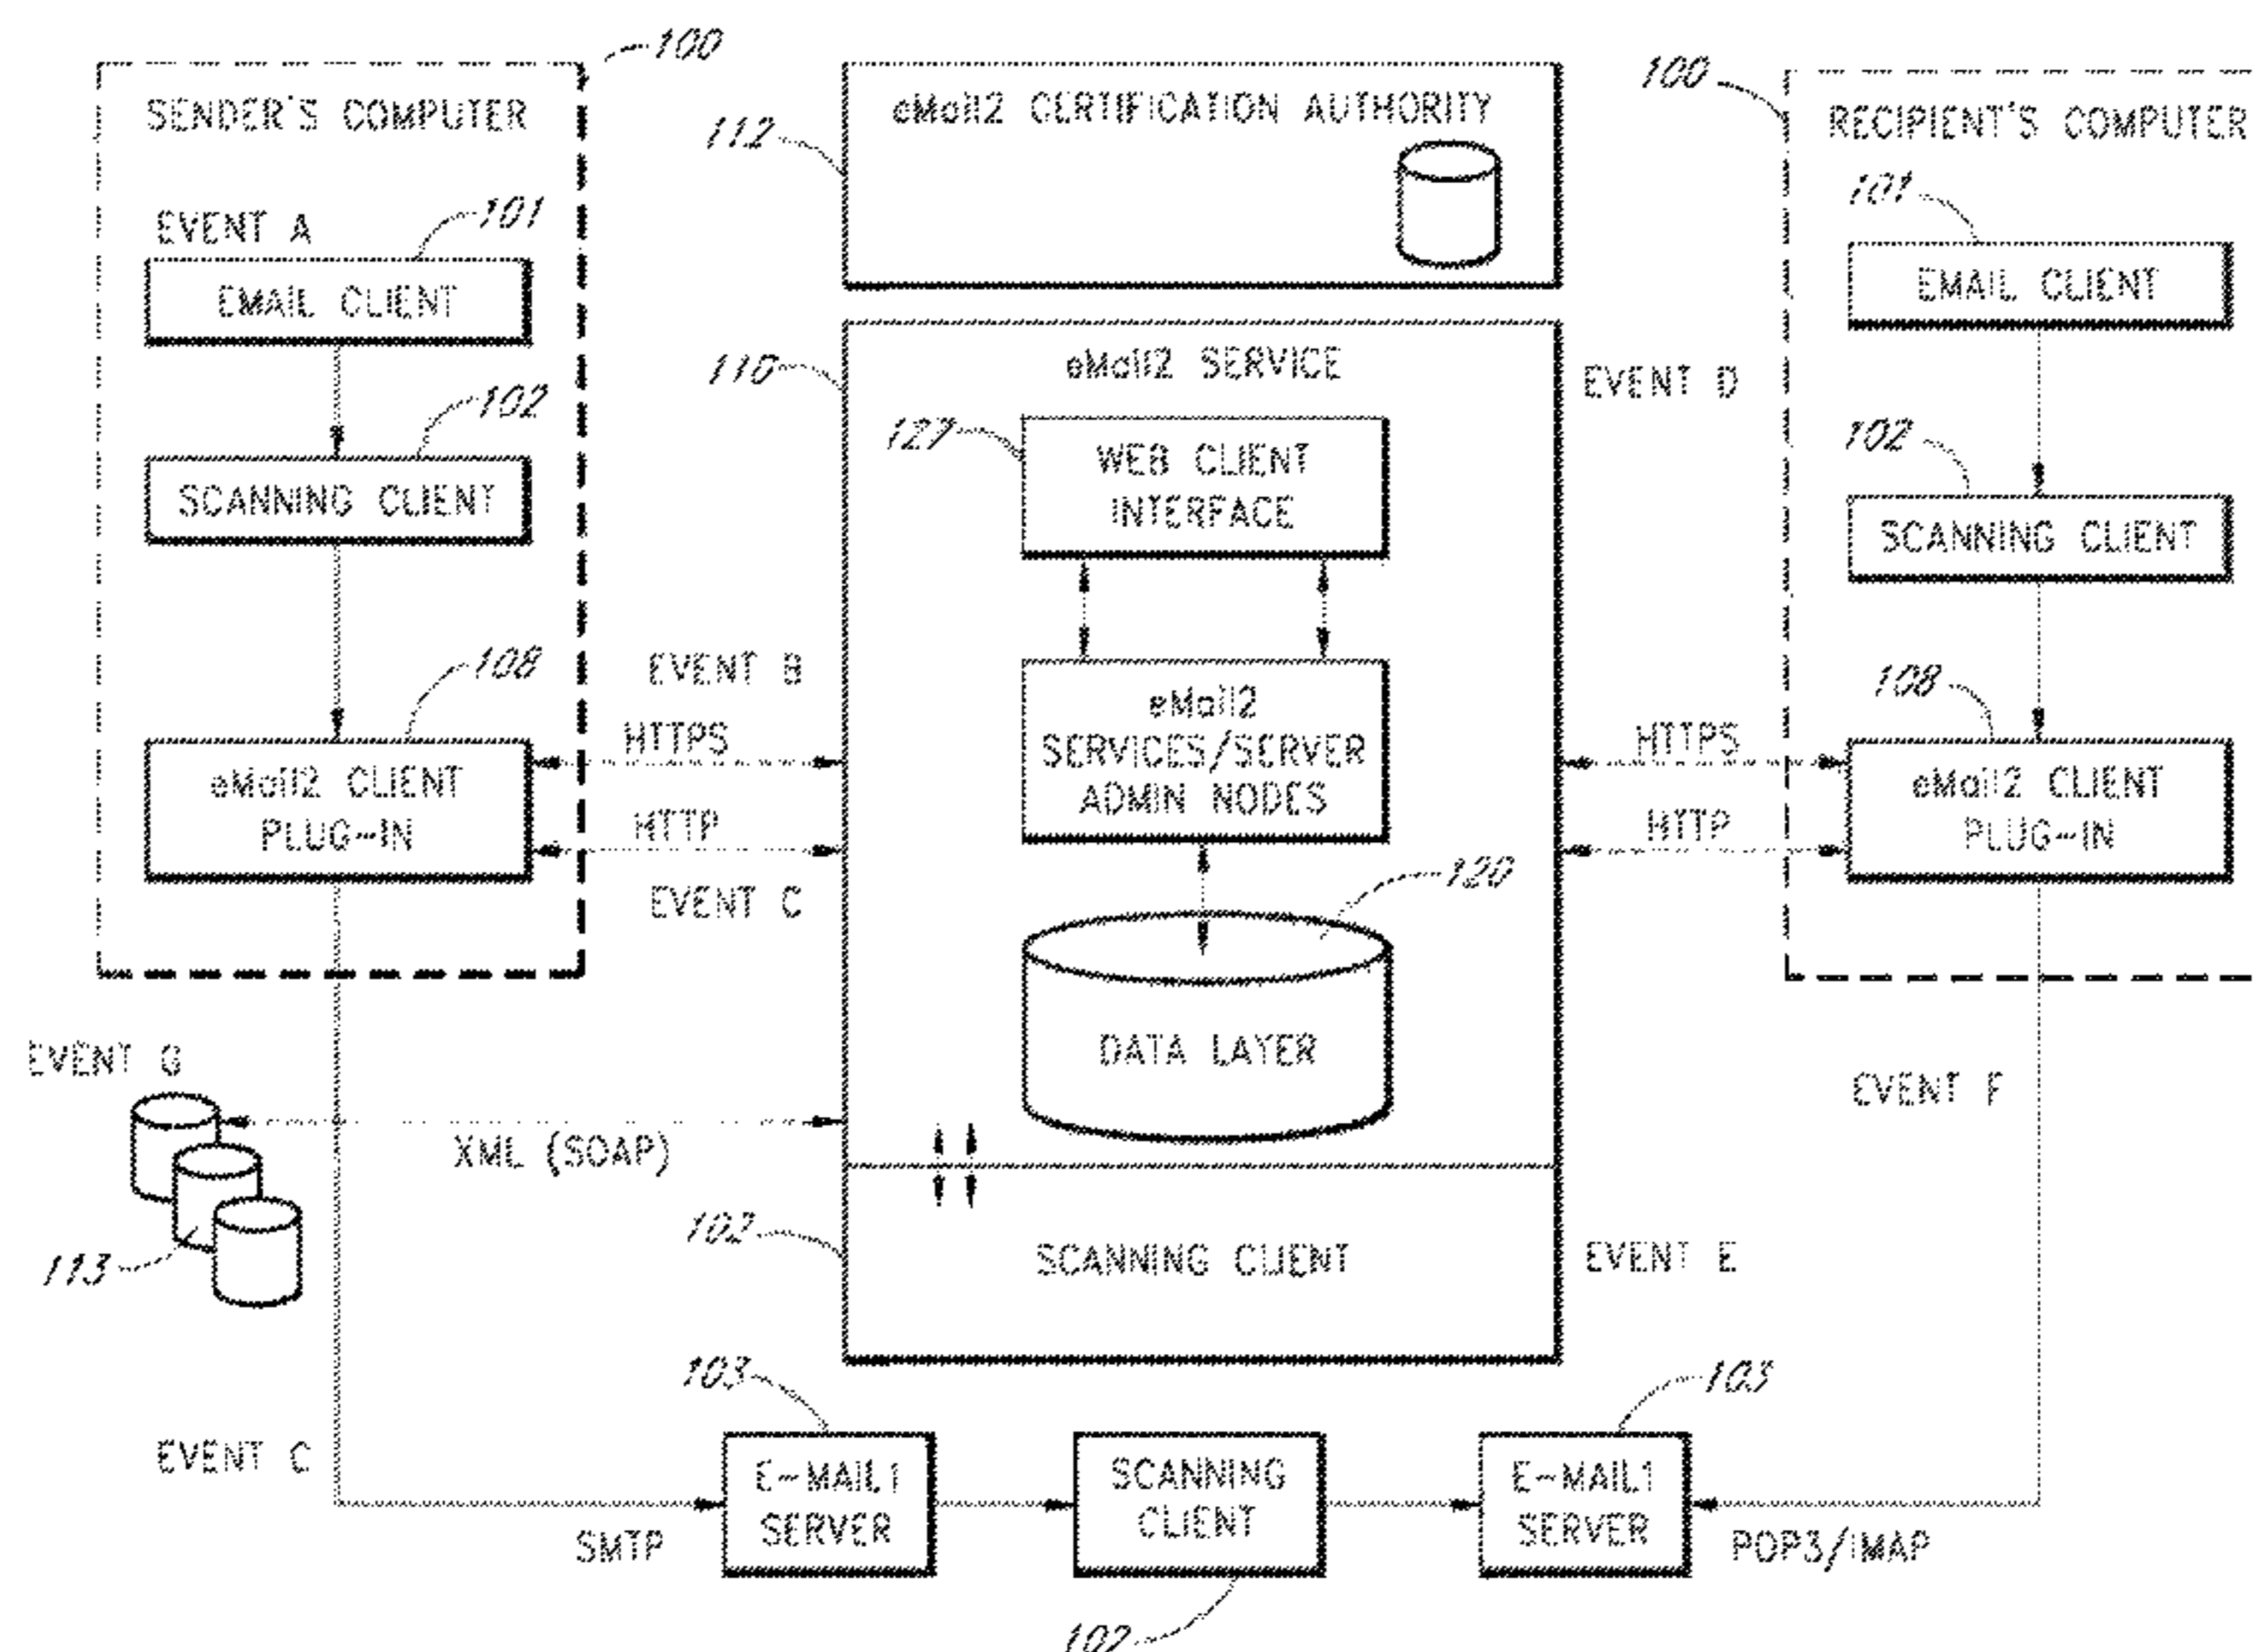 100
SENDER'S COMPUTER
EVENT A
101
EMAIL CLIENT
102
SCANNING CLIENT
108
eMail2 CLIENT
PLUG-IN
EVENT B
HTTPS
HTTP
EVENT C
112
eMail2 CERTIFICATION AUTHORITY
110
eMail2 SERVICE
127
WEB CLIENT
INTERFACE
eMail2
SERVICES/SERVER
ADMIN NODES
120
DATA LAYER
102
SCANNING CLIENT
EVENT D
EVENT E
100
RECIPIENT'S COMPUTER
101
EMAIL CLIENT
102
SCANNING CLIENT
108
eMail2 CLIENT
PLUG-IN
HTTPS
HTTP
EVENT F
EVENT G
XML (SOAP)
113
EVENT C
SMTP
103
E-MAIL1
SERVER
SCANNING
CLIENT
102
103
E-MAIL1
SERVER
POP3/IMAP